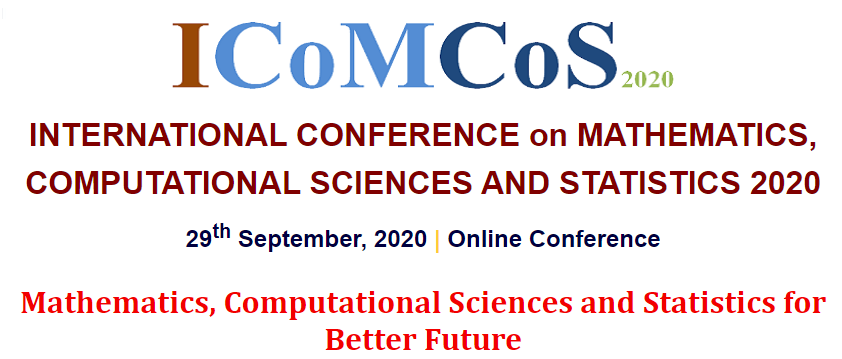 ICoMCoS2020
INTERNATIONAL CONFERENCE on MATHEMATICS,
COMPUTATIONAL SCIENCES AND STATISTICS 2020
29th September, 2020 | Online Conference
Mathematics, Computational Sciences and Statistics for
Better Future